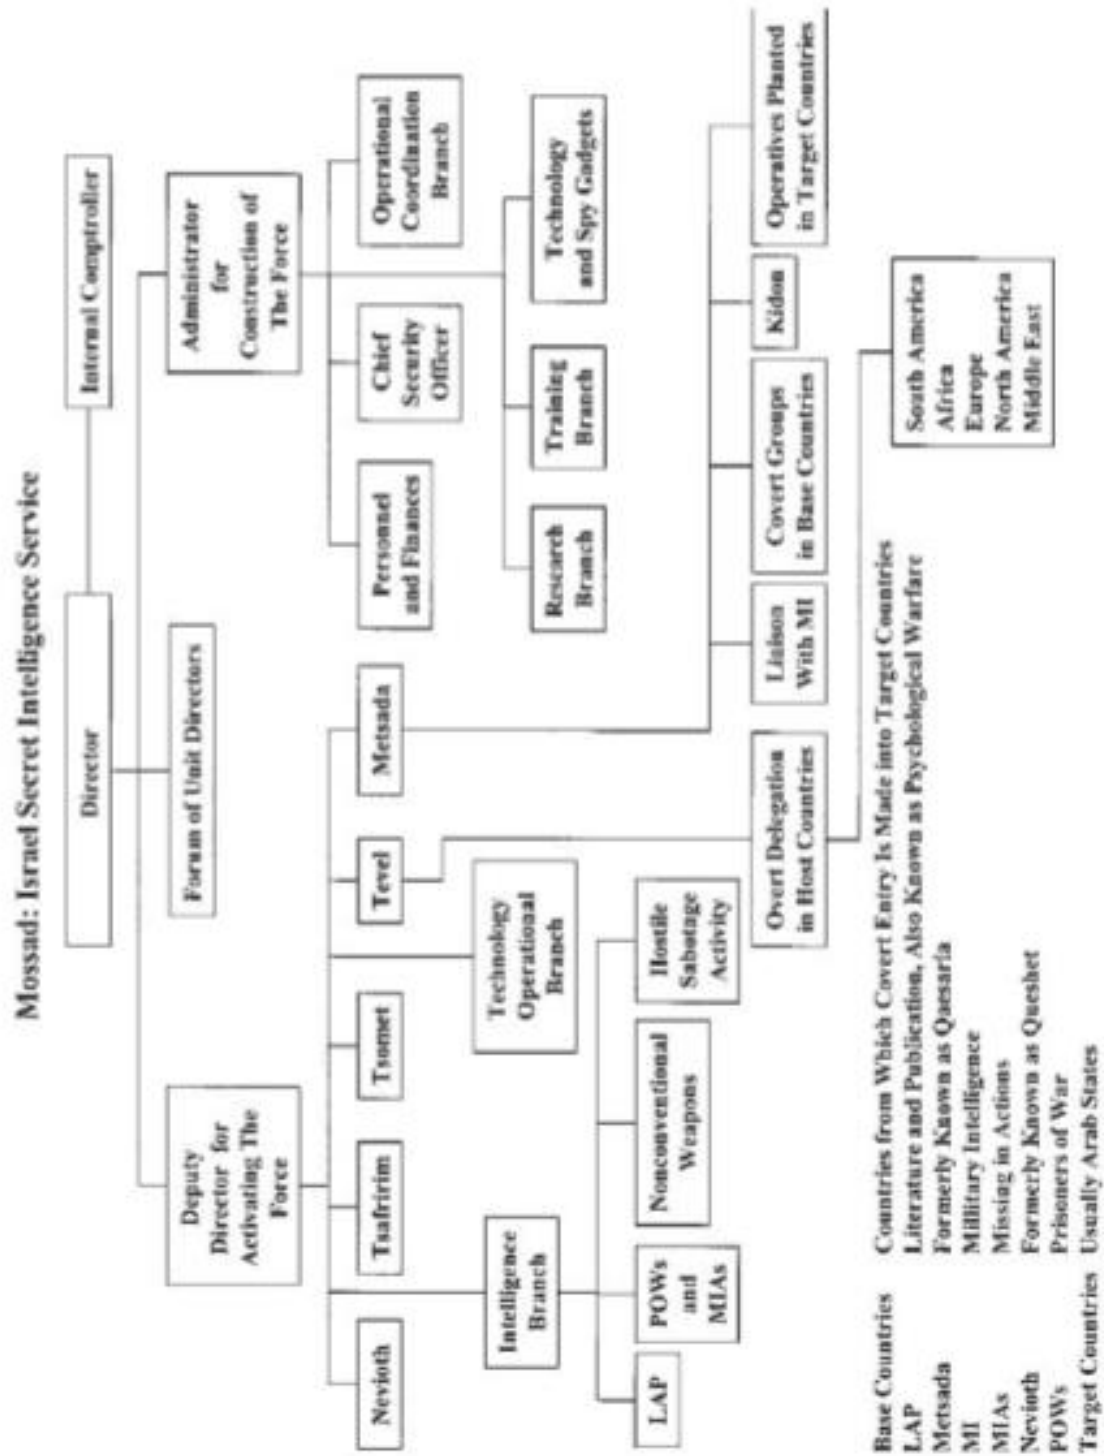 Mossad: Israel Secret Intelligence Service
Director
Internal Comptroller
Forum of Unit Directors
Deputy
Director for
Activating The
Force
Administrator
for
Construction of
The Force
Nevioth
Tsafririm
Tsomet
Tevel
Metsada
Personnel
and Finances
Chief
Security
Officer
Operational
Coordination
Branch
Intelligence
Branch
Technology
Operational
Branch
Research
Branch
Training
Branch
Technology
and Spy Gadgets
LAP
POWs
and
MIAs
Nonconventional
Weapons
Hostile
Sabotage
Activity
Overt Delegation
in Host Countries
Liaison
With MI
Covert Groups
in Base Countries
Kidon
Operatives Planted
in Target Countries
South America
Africa
Europe
North America
Middle East
Base Countries Countries from Which Covert Entry Is Made into Target Countries
LAP Literature and Publication, Also Known as Psychological Warfare
Metsada Formerly Known as Qaesaria
MI Millitary Intelligence
MIAs Missing in Actions
Nevioth Formerly Known as Queshet
POWs Prisoners of War
Target Countries Usually Arab States